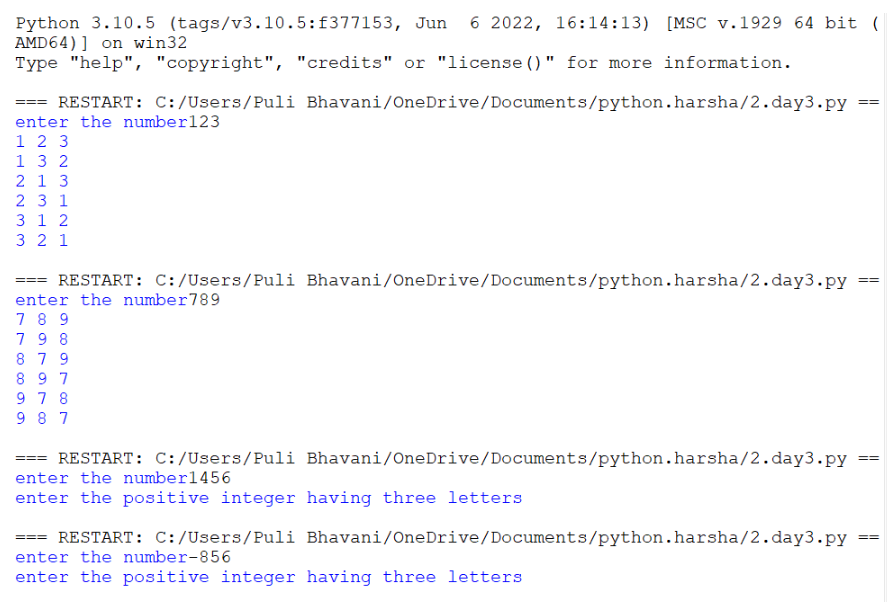 Python 3.10.5 (tags/v3.10.5:f377153, Jun  6 2022, 16:14:13) [MSC v.1929 64 bit (
AMD64)] on win32
Type "help", "copyright", "credits" or "license()" for more information.
=== RESTART: C:/Users/Puli Bhavani/OneDrive/Documents/python.harsha/2.day3.py ==
enter the number123
1 2 3
1 3 2
2 1 3
2 3 1
3 1 2
3 2 1
=== RESTART: C:/Users/Puli Bhavani/OneDrive/Documents/python.harsha/2.day3.py ==
enter the number789
7 8 9
7 9 8
8 7 9
8 9 7
9 7 8
9 8 7
=== RESTART: C:/Users/Puli Bhavani/OneDrive/Documents/python.harsha/2.day3.py ==
enter the number1456
enter the positive integer having three letters
=== RESTART: C:/Users/Puli Bhavani/OneDrive/Documents/python.harsha/2.day3.py ==
enter the number-856
enter the positive integer having three letters